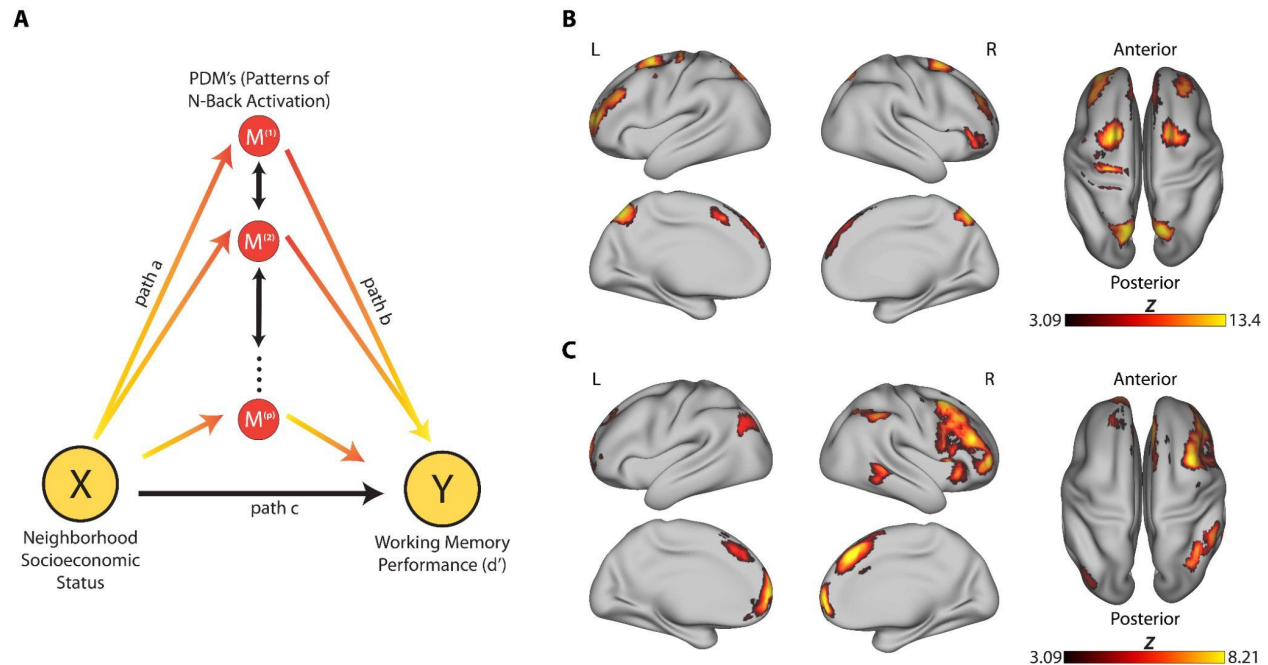 A
PDM's (Patterns of
N-Back Activation)
M(1)
M(2)
M(p)
path a
path b
X
Y
path c
Neighborhood
Socioeconomic
Status
Working Memory
Performance (d')
B
L
R
Anterior
Posterior
Z
3.09
13.4
C
L
R
Anterior
Posterior
Z
3.09
8.21